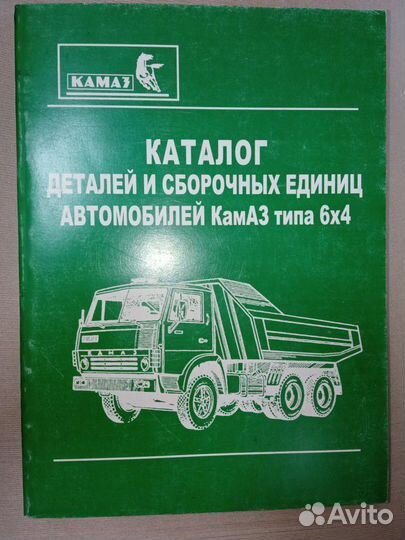 КАМАЗ
КАТАЛОГ
ДЕТАЛЕЙ И СБОРОЧНЫХ ЕДИНИЦ
АВТОМОБИЛЕЙ КамАЗ типа 6х4
КАМАЗ
Avito